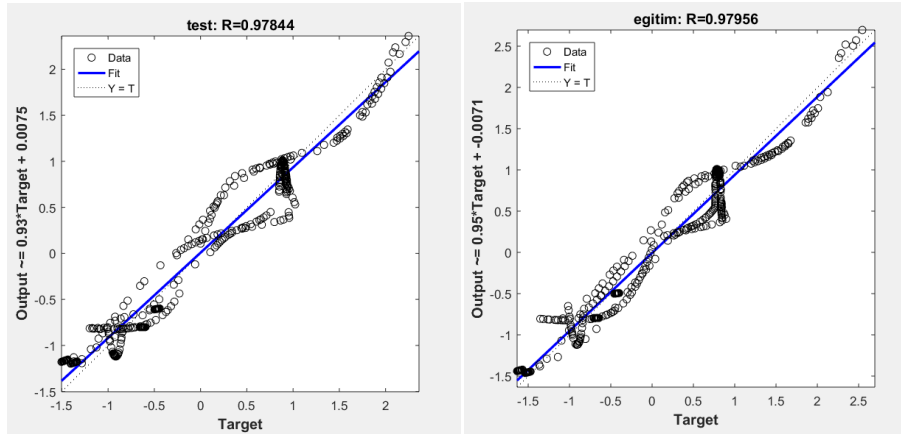 test: R=0.97844
Data
Fit
Y = T
Output ~= 0.93*Target + 0.0075
2
1.5
1
0.5
0
-0.5
-1
-1.5
-1.5 -1 -0.5 0 0.5 1 1.5 2
Target
egitim: R=0.97956
Data
Fit
Y = T
Output ~= 0.95*Target + -0.0071
2.5
2
1.5
1
0.5
0
-0.5
-1
-1.5
-1.5 -1 -0.5 0 0.5 1 1.5 2 2.5
Target